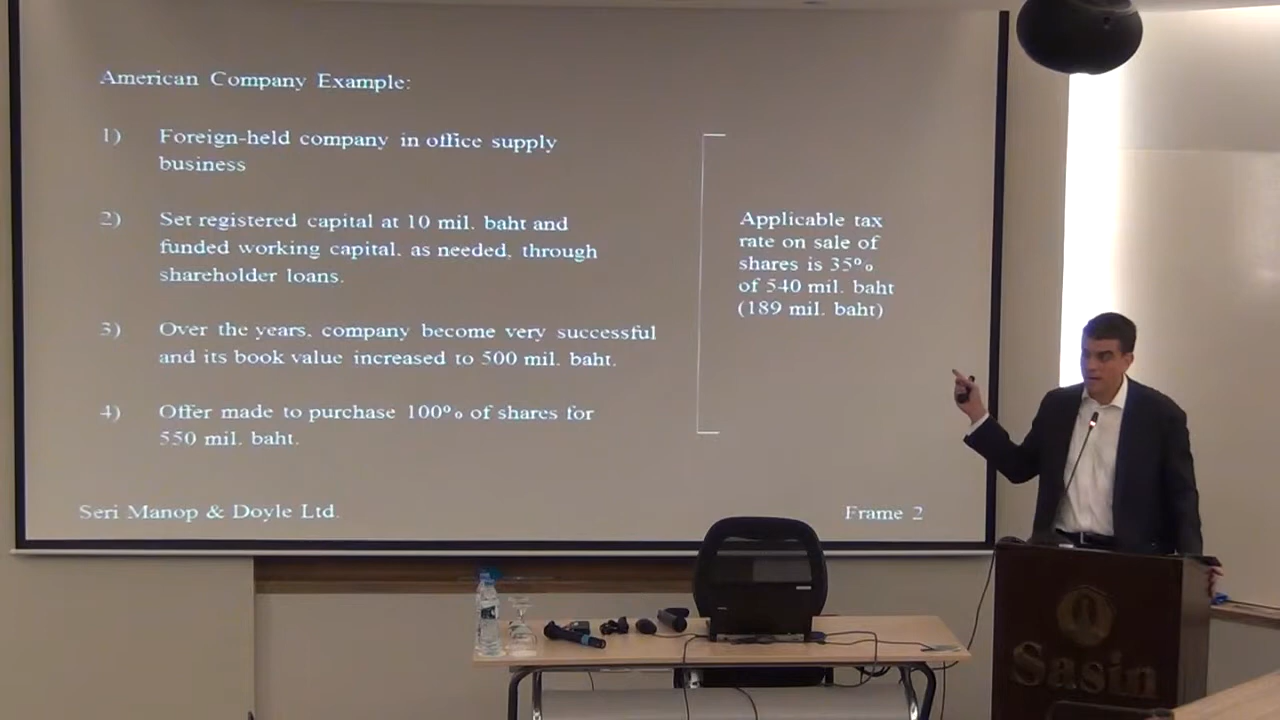 American Company Example:
1) Foreign-held company in office supply
business
2) Set registered capital at 10 mil. baht and
funded working capital, as needed, through
shareholder loans.
3) Over the years, company become very successful
and its book value increased to 500 mil. baht.
4) Offer made to purchase 100% of shares for
550 mil. baht.
Applicable tax
rate on sale of
shares is 35%
of 540 mil. baht
(189 mil. baht)
Seri Manop & Doyle Ltd.
Frame 2
Sasin